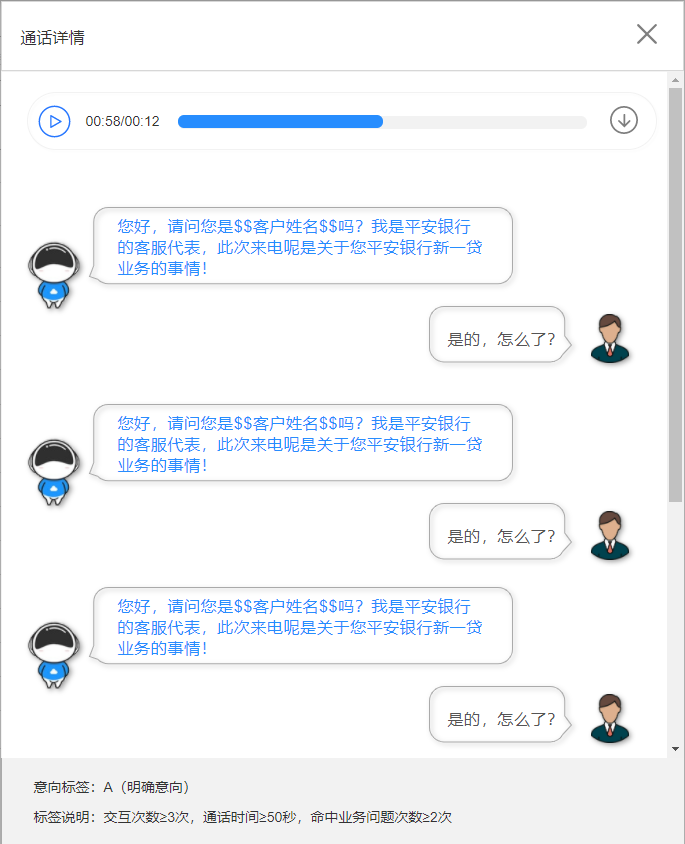 通话详情
00:58/00:12
您好，请问您是$$客户姓名$$吗？我是平安银行
的客服代表，此次来电呢是关于您平安银行新一贷
业务的事情！
是的，怎么了?
您好，请问您是$$客户姓名$$吗？我是平安银行
的客服代表，此次来电呢是关于您平安银行新一贷
业务的事情！
是的，怎么了?
您好，请问您是$$客户姓名$$吗？我是平安银行
的客服代表，此次来电呢是关于您平安银行新一贷
业务的事情！
是的，怎么了?
意向标签：A（明确意向）
标签说明：交互次数≥3次，通话时间≥50秒，命中业务问题次数≥2次